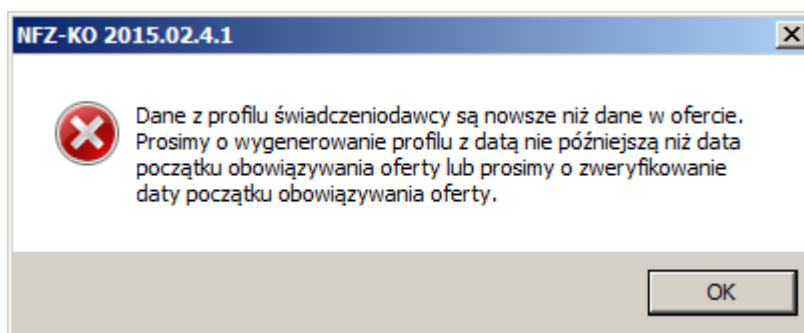 NFZ-KO 2015.02.4.1
Dane z profilu świadczeniodawcy są nowsze niż dane w ofercie.
Prosimy o wygenerowanie profilu z datą nie późniejszą niż data
początku obowiązywania oferty lub prosimy o zweryfikowanie
daty początku obowiązywania oferty.
OK